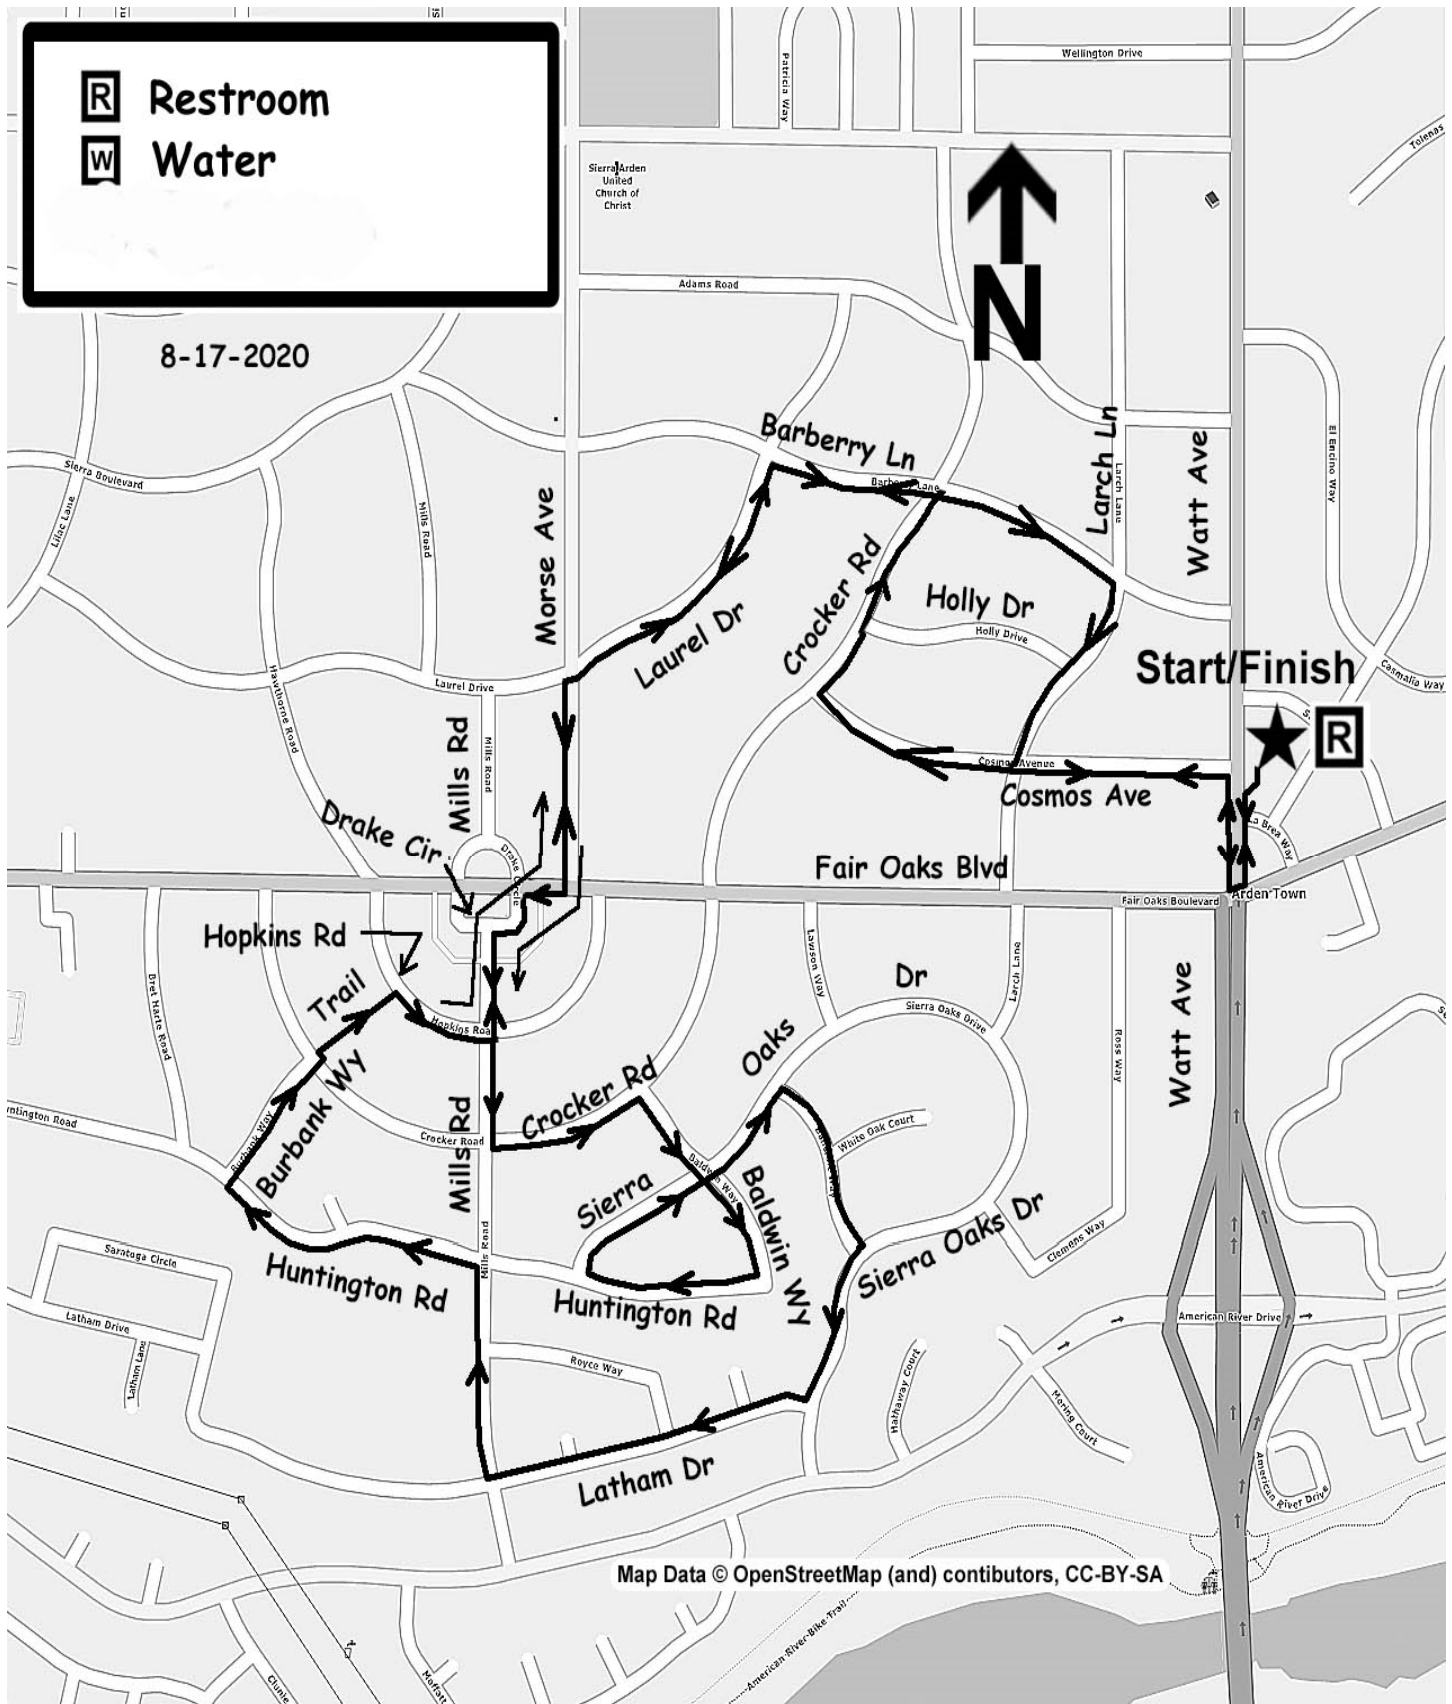 R Restroom
W Water
8-17-2020
Wellington Drive
Patricia Way
Sierra Arden
United
Church of
Christ
N
Adams Road
Barberry Ln
Barberry Lane
Larch Ln
Larch Lane
Watt Ave
El Encino Way
Casmalia Way
Sierra Boulevard
Lilac Lane
Mills Road
Morse Ave
Laurel Dr
Crocker Rd
Holly Dr
Holly Drive
Start/Finish
R
Laurel Drive
Hawthorne Road
Mills Rd
Mills Road
Cosmos Avenue
Cosmos Ave
La Brea Way
Drake Cir
Drake Circle
Fair Oaks Blvd
Fair Oaks Boulevard
Arden Town
Hopkins Rd
Trail
Bret Harte Road
Hopkins Roa
Lawson Way
Dr
Sierra Oaks Drive
Larch Lane
Watt Ave
Oaks
Ross Way
ntington Road
Burbank Wy
Burbank Way
Crocker Rd
Crocker Road
Mills Rd
White Oak Court
Baldwin Way
Baldwin Wy
Sierra
Sierra Oaks Dr
Clemens Way
Mills Road
Saratoga Circle
Huntington Rd
Huntington Rd
Latham Drive
Latham Lane
American River Drive
Royce Way
Hathaway Court
Mering Court
Latham Dr
American River Drive
Map Data © OpenStreetMap (and) contibutors, CC-BY-SA
American-River-Bike-Trail
Moffatt
Clunie